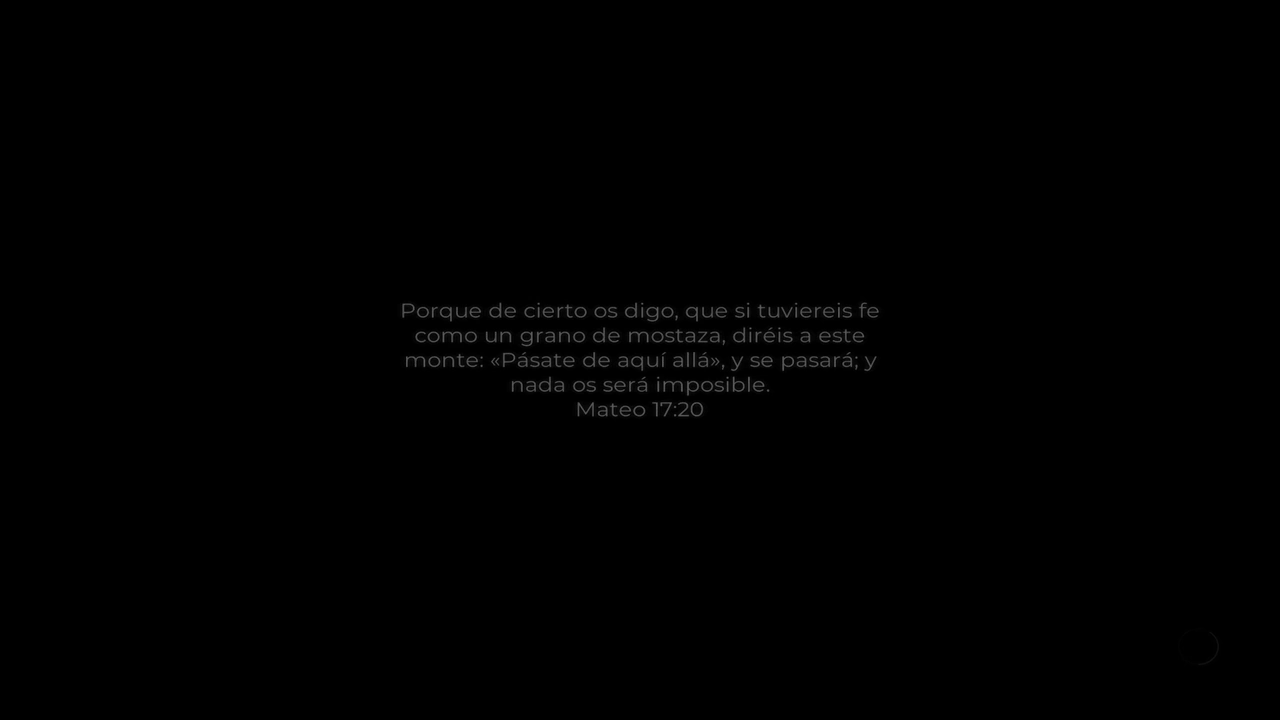 Porque de cierto os digo, que si tuviereis fe
como un grano de mostaza, diréis a este
monte: «Pásate de aquí allá», y se pasará; y
nada os será imposible.
Mateo 17:20